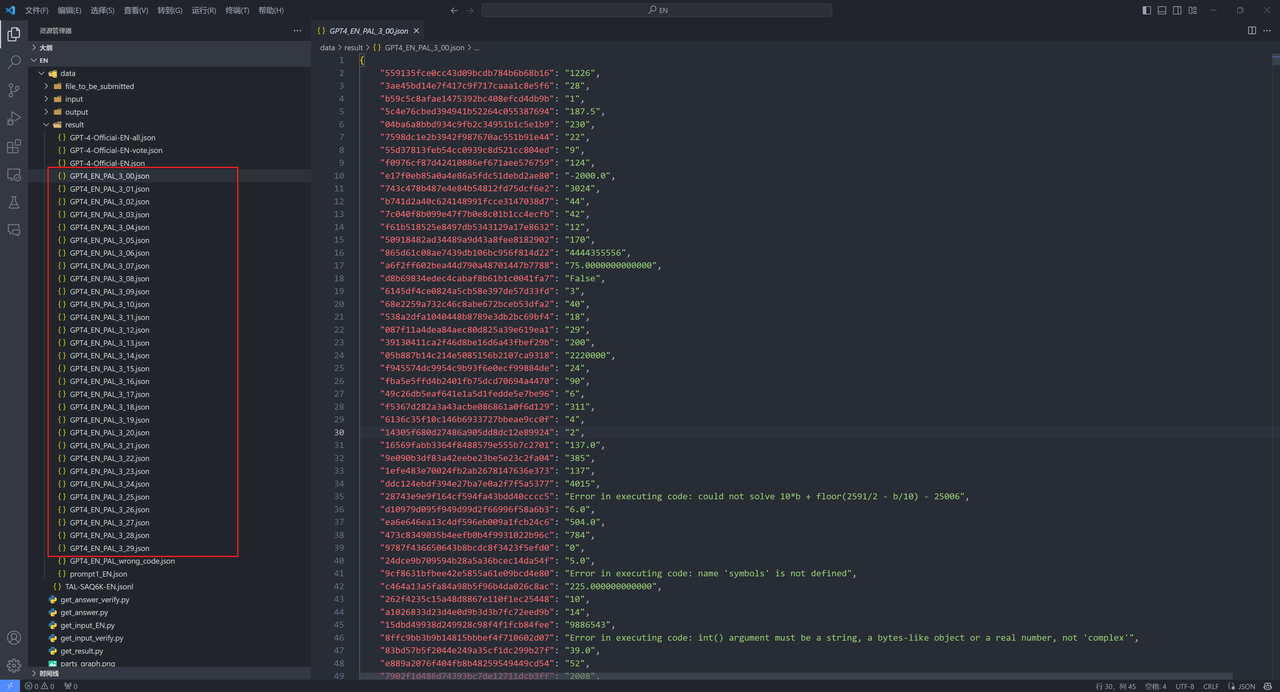 文件(F) 编辑(E) 选择(S) 查看(V) 转到(G) 运行(R) 终端(T) 帮助(H)
EN
资源管理器
大纲
EN
data
file_to_be_submitted
input
output
result
GPT-4-Official-EN-all.json
GPT-4-Official-EN-vote.json
GPT-4-Official-EN.json
GPT4_EN_PAL_3_00.json
GPT4_EN_PAL_3_01.json
GPT4_EN_PAL_3_02.json
GPT4_EN_PAL_3_03.json
GPT4_EN_PAL_3_04.json
GPT4_EN_PAL_3_05.json
GPT4_EN_PAL_3_06.json
GPT4_EN_PAL_3_07.json
GPT4_EN_PAL_3_08.json
GPT4_EN_PAL_3_09.json
GPT4_EN_PAL_3_10.json
GPT4_EN_PAL_3_11.json
GPT4_EN_PAL_3_12.json
GPT4_EN_PAL_3_13.json
GPT4_EN_PAL_3_14.json
GPT4_EN_PAL_3_15.json
GPT4_EN_PAL_3_16.json
GPT4_EN_PAL_3_17.json
GPT4_EN_PAL_3_18.json
GPT4_EN_PAL_3_19.json
GPT4_EN_PAL_3_20.json
GPT4_EN_PAL_3_21.json
GPT4_EN_PAL_3_22.json
GPT4_EN_PAL_3_23.json
GPT4_EN_PAL_3_24.json
GPT4_EN_PAL_3_25.json
GPT4_EN_PAL_3_26.json
GPT4_EN_PAL_3_27.json
GPT4_EN_PAL_3_28.json
GPT4_EN_PAL_3_29.json
GPT4_EN_PAL_wrong_code.json
prompt1_EN.json
TAL-SAQ6K-EN.jsonl
get_answer_verify.py
get_answer.py
get_input_EN.py
get_input_verify.py
get_result.py
parts_graph.png
时间线
{ } GPT4_EN_PAL_3_00.json ×
data > result > { } GPT4_EN_PAL_3_00.json > ...
1 {
2 "559135fce0cc43d09bcdb784b6b68b16": "1226",
3 "3ae45bd14e7f417c9f717caaa1c8e5f6": "28",
4 "b59c5c8afae1475392bc408efcd4db9b": "1",
5 "5c4e76cbed394941b52264c055387694": "187.5",
6 "04ba6a8bbd934c9fb2c34951b1c5e1b9": "230",
7 "7598dc1e2b3942f987670ac551b91e44": "22",
8 "55d37813feb54cc0939c8d521cc804ed": "9",
9 "f0976cf87d42410886ef671aee576759": "124",
10 "e17f0eb85a0a4e86a5fdc51debd2ae80": "-2000.0",
11 "743c478b487e4e84b54812fd75dcf6e2": "3024",
12 "b741d2a40c624148991fcce3147038d7": "44",
13 "7c040f8b099e47f7b0e8c01b1cc4ecfb": "42",
14 "f61b518525e8497db5343129a17e8632": "12",
15 "50918482ad34489a9d43a8fee8182902": "170",
16 "865d61c08ae7439db106bc956f814d22": "4444355556",
17 "a6f2ff602bea44d790a48701447b7788": "75.0000000000000",
18 "d8b69834edec4cabaf8b61b1c0041fa7": "False",
19 "6145df4ce0824a5cb58e397de57d33fd": "3",
20 "68e2259a732c46c8abe672bceb53dfa2": "40",
21 "538a2dfa1040448b8789e3db2bc69bf4": "18",
22 "087f11a4dea84aec80d825a39e619ea1": "29",
23 "39130411ca2f46d8be16d6a43fbef29b": "200",
24 "05b887b14c214e5085156b2107ca9318": "2220000",
25 "f945574dc9954c9b93f6e0ecf99884de": "24",
26 "fba5e5ffd4b2401fb75dcd70694a4470": "90",
27 "49c26db5eaf641e1a5d1fedde5e7be96": "6",
28 "f5367d282a3a43acbe086861a0f6d129": "311",
29 "6136c35f10c146b6933727bbeae9cc0f": "4",
30 "14305f680d27486a905dd8dc12e89924": "2",
31 "16569fabb3364f8488579e555b7c2701": "137.0",
32 "9e090b3df83a42eebe23be5e23c2fa04": "385",
33 "1efe483e70024fb2ab2678147636e373": "137",
34 "ddc124ebdf394e27ba7e0a2f7f5a5377": "4015",
35 "28743e9e9f164cf594fa43bdd40cccc5": "Error in executing code: could not solve 10*b + floor(2591/2 - b/10) - 25006",
36 "d10979d095f949d99d2f66996f58a6b3": "6.0",
37 "ea6e646ea13c4df596eb009a1fcb24c6": "504.0",
38 "473c8349035b4eefb0b4f9931022b96c": "784",
39 "9787f436650643b8bcdc8f3423f5efd0": "0",
40 "24dce9b709594b28a5a36bcec14da54f": "5.0",
41 "9cf8631bfbee42e5855a61e09bcd4e80": "Error in executing code: name 'symbols' is not defined",
42 "c464a13a5fa84a98b5f96b4da026c8ac": "225.000000000000",
43 "262f4235c15a48d8867e110f1ec25448": "10",
44 "a1026833d23d4e0d9b3d3b7fc72eed9b": "14",
45 "15dbd49938d249928c98f4f1fcb84fee": "9886543",
46 "8ffc9bb3b9b14815bbbef4f710602d07": "Error in executing code: int() argument must be a string, a bytes-like object or a real number, not 'complex'",
47 "83bd57b5f2044e249a35cf1dc299b27f": "39.0",
48 "e889a2076f404fb8b48259549449cd54": "52",
49 "7902f1d486d74393bc7de12711dcb3ff": "2008",
0 0 0
行 30，列 45 空格: 4 UTF-8 CRLF { } JSON